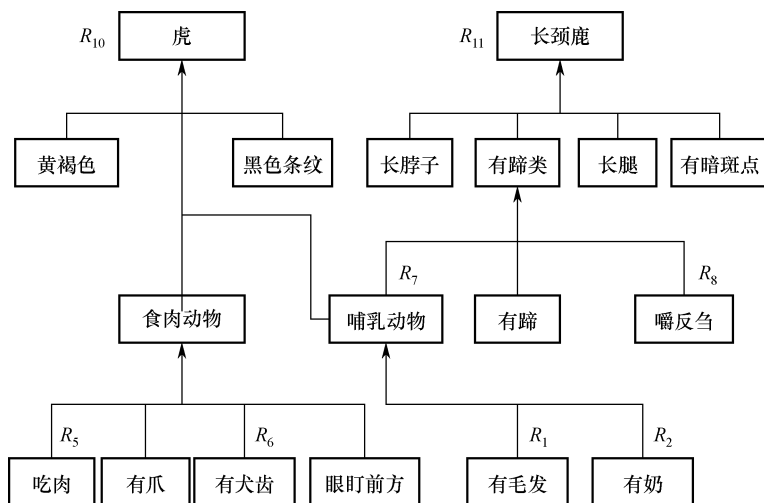 R10 虎 R11 长颈鹿
黄褐色 黑色条纹 长脖子 有蹄类 长腿 有暗斑点
R7 R8
食肉动物 哺乳动物 有蹄 嚼反刍
R5 R6 R1 R2
吃肉 有爪 有犬齿 眼盯前方 有毛发 有奶